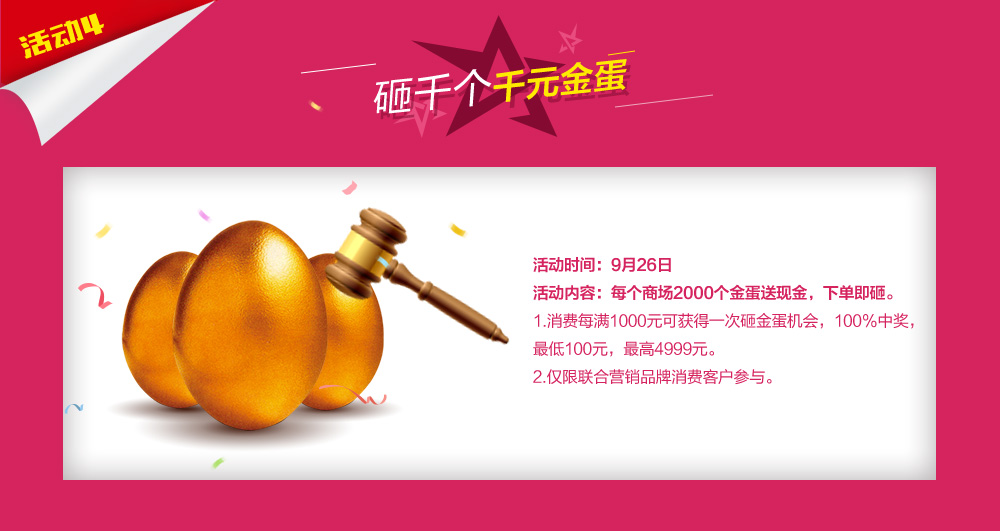 活动4
砸千个千元金蛋
活动时间：9月26日
活动内容：每个商场2000个金蛋送现金，下单即砸。
1.消费每满1000元可获得一次砸金蛋机会，100%中奖，
最低100元，最高4999元。
2.仅限联合营销品牌消费客户参与。